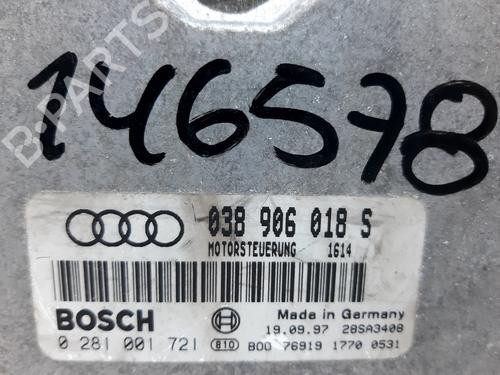 B-PARTS
146578
038 906 018 S
MOTORSTEUERUNG 1614
BOSCH
Made in Germany
19.09.97 28SA3408
0 281 001 721 810 B00 76919 1770 0531